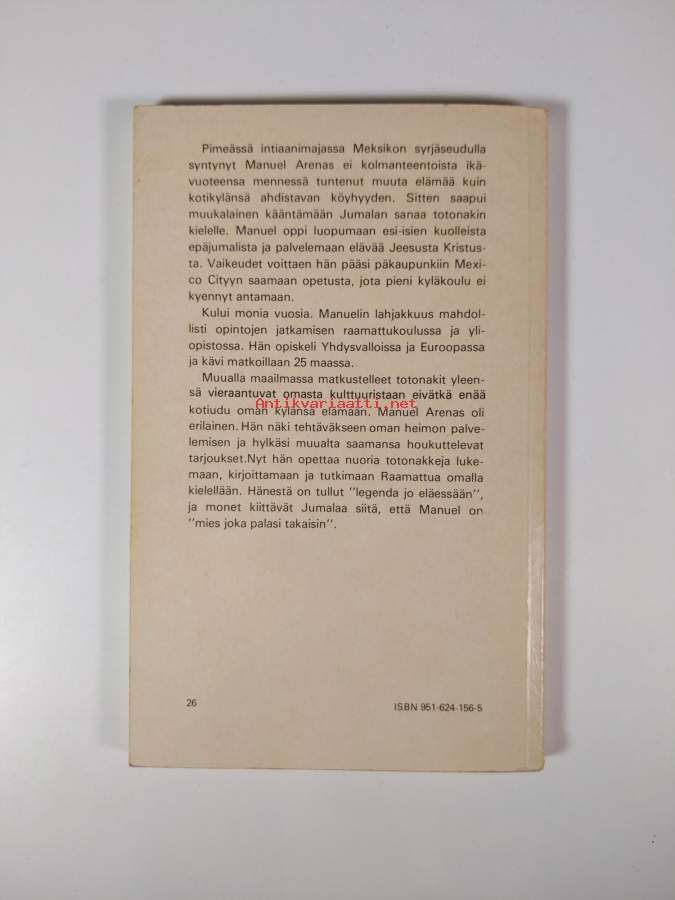 Pimeässä intiaanimajassa Meksikon syrjäseudulla
syntynyt Manuel Arenas ei kolmanteentoista ikä-
vuoteensa mennessä tuntenut muuta elämää kuin
kotikylänsä ahdistavan köyhyyden. Sitten saapui
muukalainen kääntämään Jumalan sanaa totonakin
kielelle. Manuel oppi luopumaan esi-isien kuolleista
epäjumalista ja palvelemaan elävää Jeesusta Kristus-
ta. Vaikeudet voittaen hän pääsi päkaupunkiin Mexi-
co Cityyn saamaan opetusta, jota pieni kyläkoulu ei
kyennyt antamaan.
Kului monia vuosia. Manuelin lahjakkuus mahdol-
listi opintojen jatkamisen raamattukoulussa ja yli-
opistossa. Hän opiskeli Yhdysvalloissa ja Euroopassa
ja kävi matkoillaan 25 maassa.
Muualla maailmassa matkustelleet totonakit yleen-
sä vieraantuvat omasta kulttuuristaan eivätkä enää
Antikvariaatti.net
kotiudu oman kylänsä elämään. Manuel Arenas oli
erilainen. Hän näki tehtäväkseen oman heimon palve-
lemisen ja hylkäsi muualta saamansa houkuttelevat
tarjoukset.Nyt hän opettaa nuoria totonakkeja luke-
maan, kirjoittamaan ja tutkimaan Raamattua omalla
kielellään. Hänestä on tullut "legenda jo eläessään",
ja monet kiittävät Jumalaa siitä, että Manuel on
"mies joka palasi takaisin".
26
ISBN 951-624-156-5